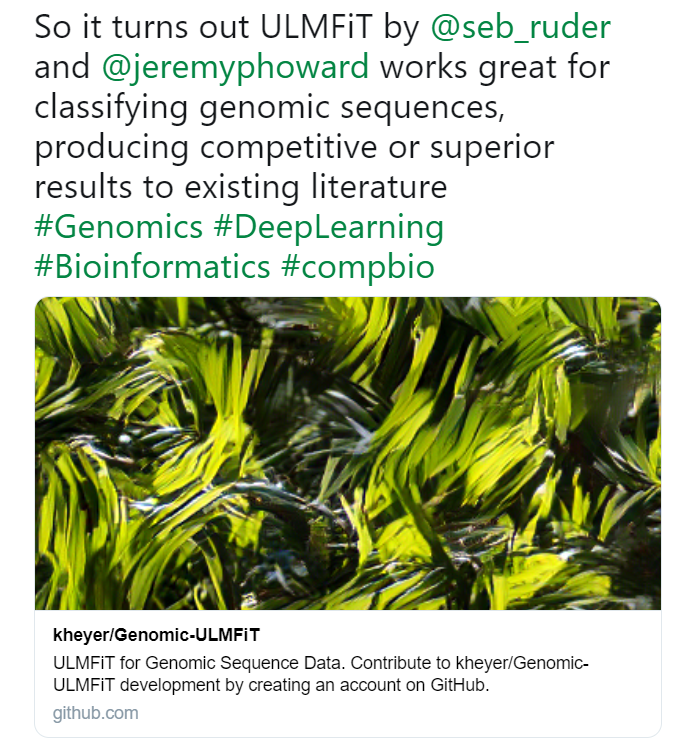 So it turns out ULMFiT by @seb_ruder
and @jeremyphoward works great for
classifying genomic sequences,
producing competitive or superior
results to existing literature
#Genomics #DeepLearning
#Bioinformatics #compbio
kheyer/Genomic-ULMFiT
ULMFiT for Genomic Sequence Data. Contribute to kheyer/Genomic-
ULMFiT development by creating an account on GitHub.
github.com